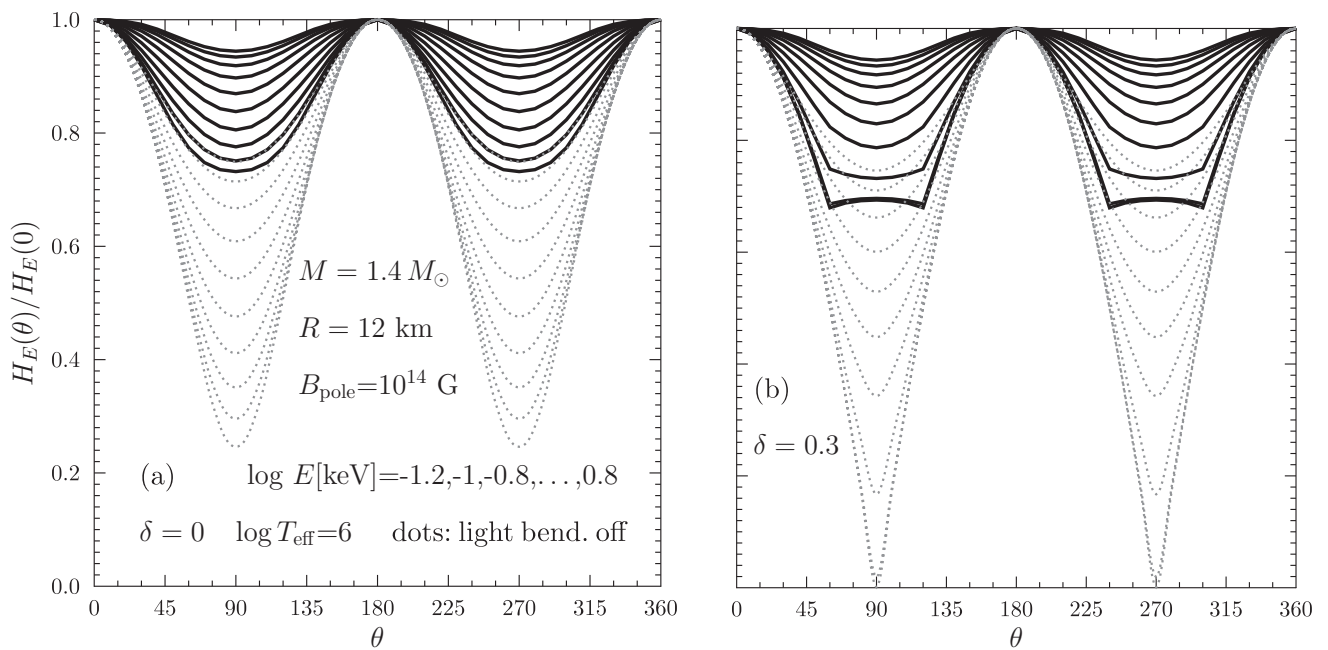 1.0
0.8
0.6
0.4
0.2
0.0
H_E(θ)/H_E(0)
M = 1.4 M_⊙
R = 12 km
B_pole=10^14 G
(a) log E[keV]=-1.2,-1,-0.8,...,0.8
δ = 0 log T_eff=6 dots: light bend. off
0 45 90 135 180 225 270 315 360
θ
(b)
δ = 0.3
0 45 90 135 180 225 270 315 360
θ